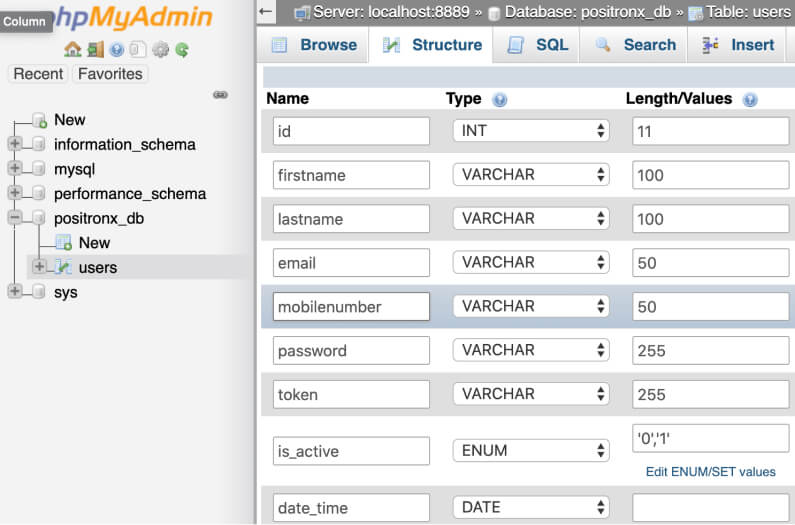 Column
phpMyAdmin
Recent Favorites
New
information_schema
mysql
performance_schema
positronx_db
New
users
sys
Server: localhost:8889 » Database: positronx_db » Table: users
Browse Structure SQL Search Insert
Name Type Length/Values
id INT 11
firstname VARCHAR 100
lastname VARCHAR 100
email VARCHAR 50
mobilenumber VARCHAR 50
password VARCHAR 255
token VARCHAR 255
is_active ENUM '0','1'
Edit ENUM/SET values
date_time DATE